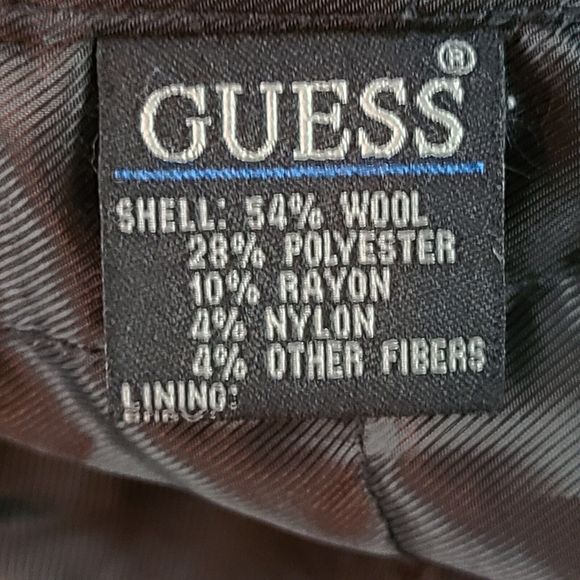 GUESS®
SHELL: 54% WOOL
28% POLYESTER
10% RAYON
4% NYLON
4% OTHER FIBERS
LINING: